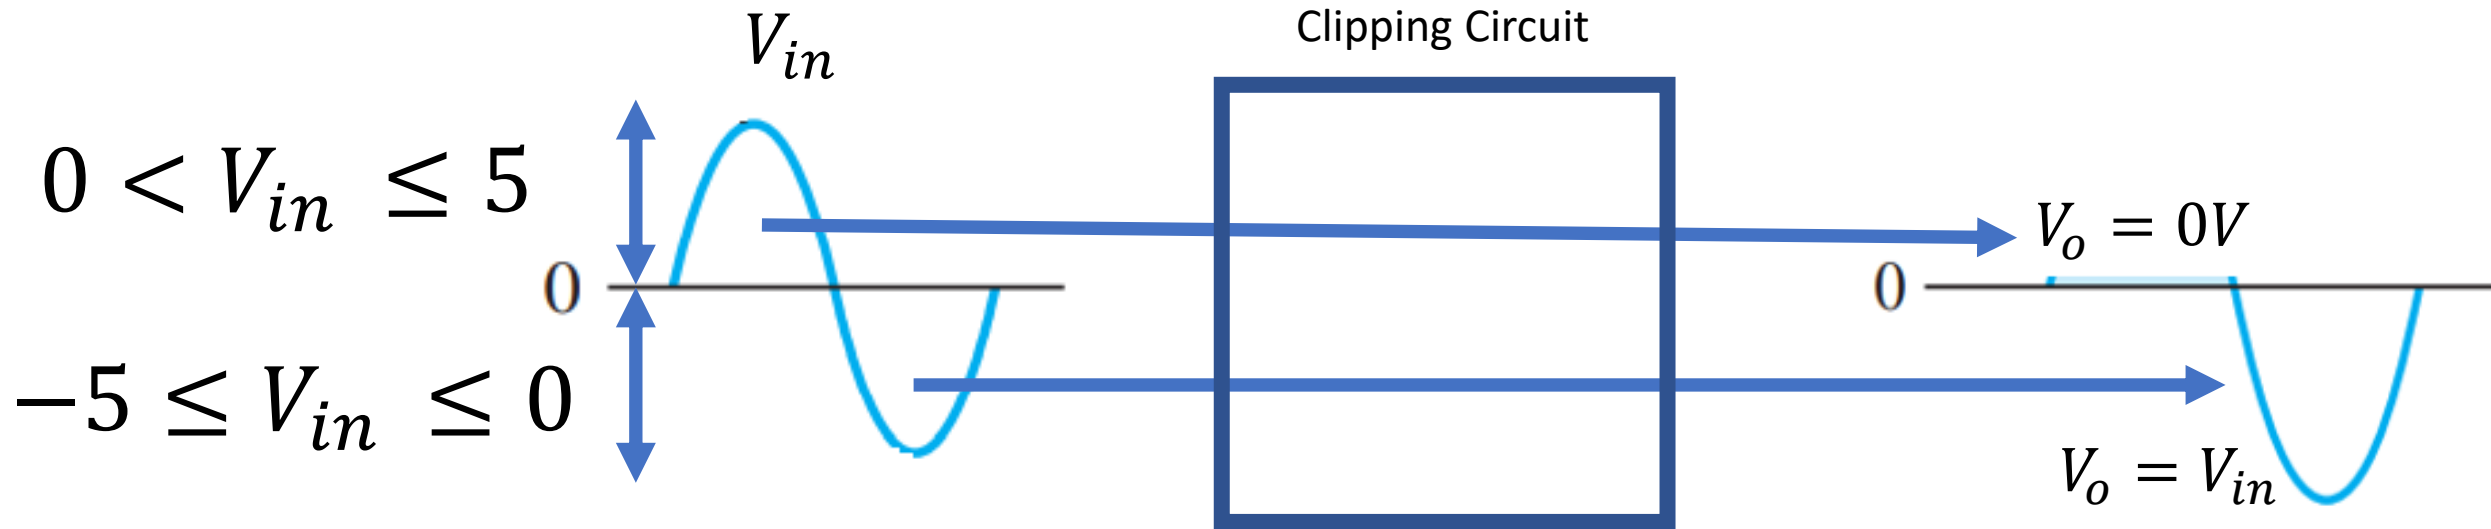 V_in
Clipping Circuit
0 < V_in ≤ 5
V_o = 0V
0
0
−5 ≤ V_in ≤ 0
V_o = V_in